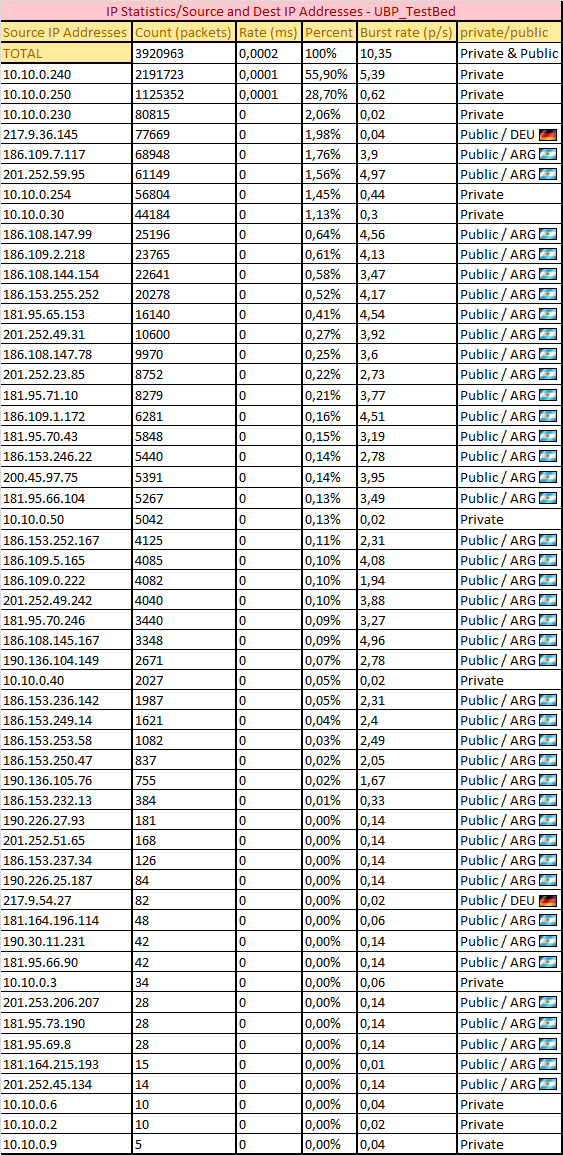 IP Statistics/Source and Dest IP Addresses - UBP_TestBed
Source IP Addresses Count (packets) Rate (ms) Percent Burst rate (p/s) private/public
TOTAL 3920963 0,0002 100% 10,35 Private & Public
10.10.0.240 2191723 0,0001 55,90% 5,39 Private
10.10.0.250 1125352 0,0001 28,70% 0,62 Private
10.10.0.230 80815 0 2,06% 0,02 Private
217.9.36.145 77669 0 1,98% 0,04 Public / DEU
186.109.7.117 68948 0 1,76% 3,9 Public / ARG
201.252.59.95 61149 0 1,56% 4,97 Public / ARG
10.10.0.254 56804 0 1,45% 0,44 Private
10.10.0.30 44184 0 1,13% 0,3 Private
186.108.147.99 25196 0 0,64% 4,56 Public / ARG
186.109.2.218 23765 0 0,61% 4,13 Public / ARG
186.108.144.154 22641 0 0,58% 3,47 Public / ARG
186.153.255.252 20278 0 0,52% 4,17 Public / ARG
181.95.65.153 16140 0 0,41% 4,54 Public / ARG
201.252.49.31 10600 0 0,27% 3,92 Public / ARG
186.108.147.78 9970 0 0,25% 3,6 Public / ARG
201.252.23.85 8752 0 0,22% 2,73 Public / ARG
181.95.71.10 8279 0 0,21% 3,77 Public / ARG
186.109.1.172 6281 0 0,16% 4,51 Public / ARG
181.95.70.43 5848 0 0,15% 3,19 Public / ARG
186.153.246.22 5440 0 0,14% 2,78 Public / ARG
200.45.97.75 5391 0 0,14% 3,95 Public / ARG
181.95.66.104 5267 0 0,13% 3,49 Public / ARG
10.10.0.50 5042 0 0,13% 0,02 Private
186.153.252.167 4125 0 0,11% 2,31 Public / ARG
186.109.5.165 4085 0 0,10% 4,08 Public / ARG
186.109.0.222 4082 0 0,10% 1,94 Public / ARG
201.252.49.242 4040 0 0,10% 3,88 Public / ARG
181.95.70.246 3440 0 0,09% 3,27 Public / ARG
186.108.145.167 3348 0 0,09% 4,96 Public / ARG
190.136.104.149 2671 0 0,07% 2,78 Public / ARG
10.10.0.40 2027 0 0,05% 0,02 Private
186.153.236.142 1987 0 0,05% 2,31 Public / ARG
186.153.249.14 1621 0 0,04% 2,4 Public / ARG
186.153.253.58 1082 0 0,03% 2,49 Public / ARG
186.153.250.47 837 0 0,02% 2,05 Public / ARG
190.136.105.76 755 0 0,02% 1,67 Public / ARG
186.153.232.13 384 0 0,01% 0,33 Public / ARG
190.226.27.93 181 0 0,00% 0,14 Public / ARG
201.252.51.65 168 0 0,00% 0,14 Public / ARG
186.153.237.34 126 0 0,00% 0,14 Public / ARG
190.226.25.187 84 0 0,00% 0,14 Public / ARG
217.9.54.27 82 0 0,00% 0,02 Public / DEU
181.164.196.114 48 0 0,00% 0,06 Public / ARG
190.30.11.231 42 0 0,00% 0,14 Public / ARG
181.95.66.90 42 0 0,00% 0,14 Public / ARG
10.10.0.3 34 0 0,00% 0,06 Private
201.253.206.207 28 0 0,00% 0,14 Public / ARG
181.95.73.190 28 0 0,00% 0,14 Public / ARG
181.95.69.8 28 0 0,00% 0,14 Public / ARG
181.164.215.193 15 0 0,00% 0,01 Public / ARG
201.252.45.134 14 0 0,00% 0,14 Public / ARG
10.10.0.6 10 0 0,00% 0,04 Private
10.10.0.2 10 0 0,00% 0,02 Private
10.10.0.9 5 0 0,00% 0,04 Private